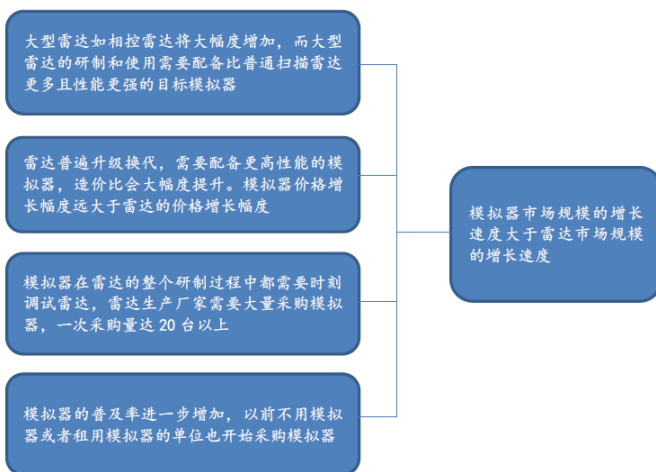 大型雷达如相控雷达将大幅度增加，而大型
雷达的研制和使用需要配备比普通扫描雷达
更多且性能更强的目标模拟器
雷达普遍升级换代，需要配备更高性能的模
拟器，造价比会大幅度提升。模拟器价格增
长幅度远大于雷达的价格增长幅度
模拟器在雷达的整个研制过程中都需要时刻
调试雷达，雷达生产厂家需要大量采购模拟
器，一次采购量达 20 台以上
模拟器的普及率进一步增加，以前不用模拟
器或者租用模拟器的单位也开始采购模拟器
模拟器市场规模的增长
速度大于雷达市场规模
的增长速度